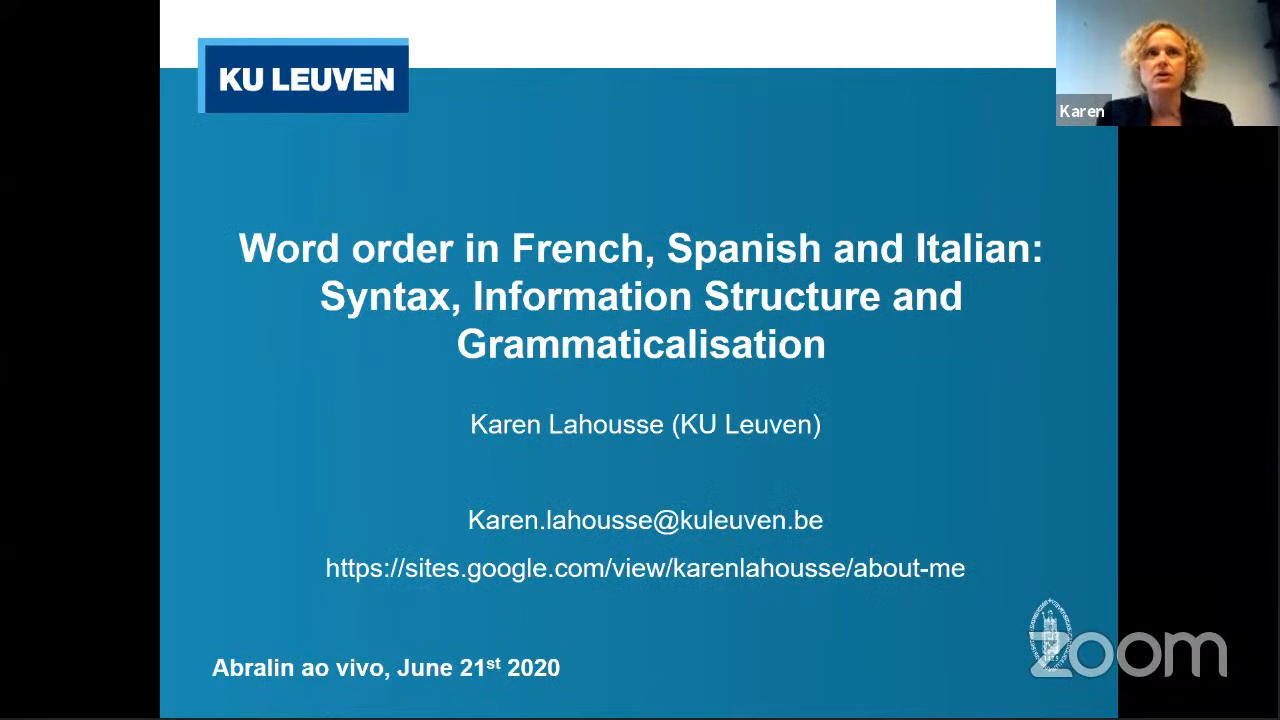 KU LEUVEN
Karen
Word order in French, Spanish and Italian:
Syntax, Information Structure and
Grammaticalisation
Karen Lahousse (KU Leuven)
Karen.lahousse@kuleuven.be
https://sites.google.com/view/karenlahousse/about-me
Abralin ao vivo, June 21st 2020
zoom